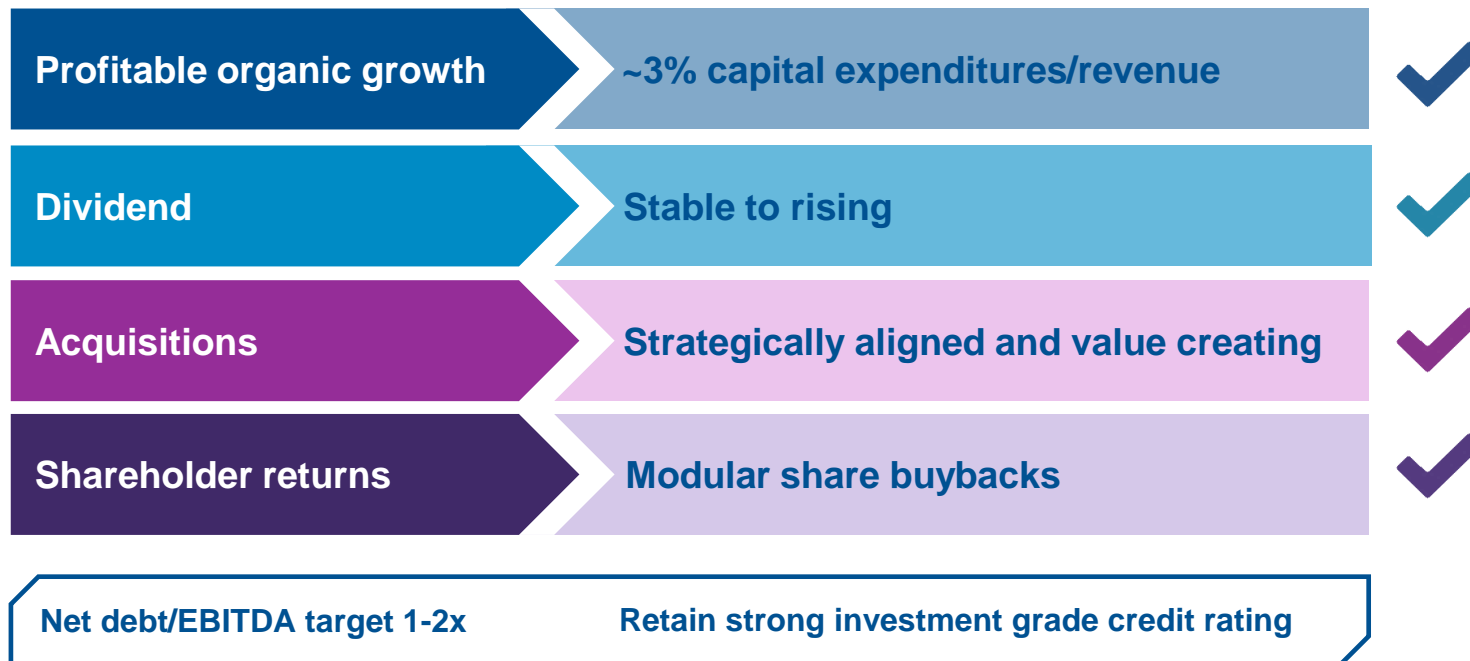 Profitable organic growth
~3% capital expenditures/revenue
Dividend
Stable to rising
Acquisitions
Strategically aligned and value creating
Shareholder returns
Modular share buybacks
Net debt/EBITDA target 1-2x
Retain strong investment grade credit rating